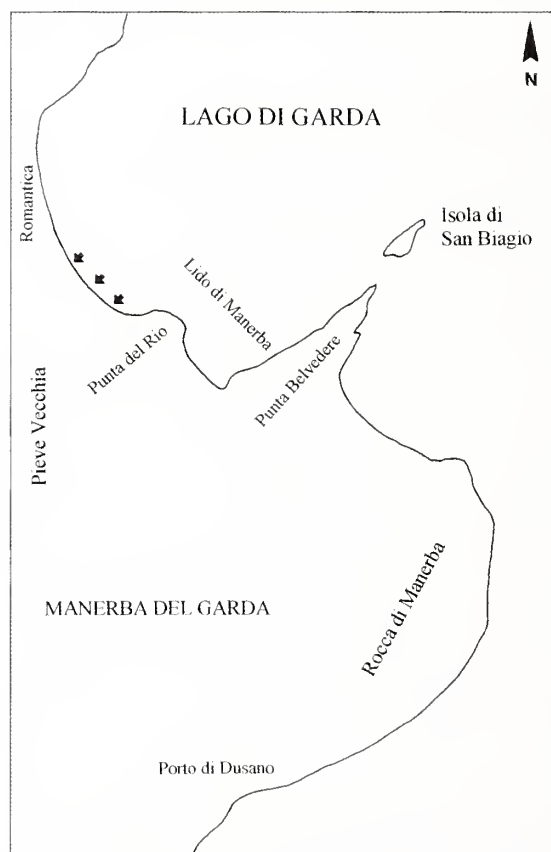 N
LAGO DI GARDA
Isola di
San Biagio
Romantica
Lido di Manerba
Punta del Rio
Punta Belvedere
Pieve Vecchia
Rocca di Manerba
MANERBA DEL GARDA
Porto di Dusano